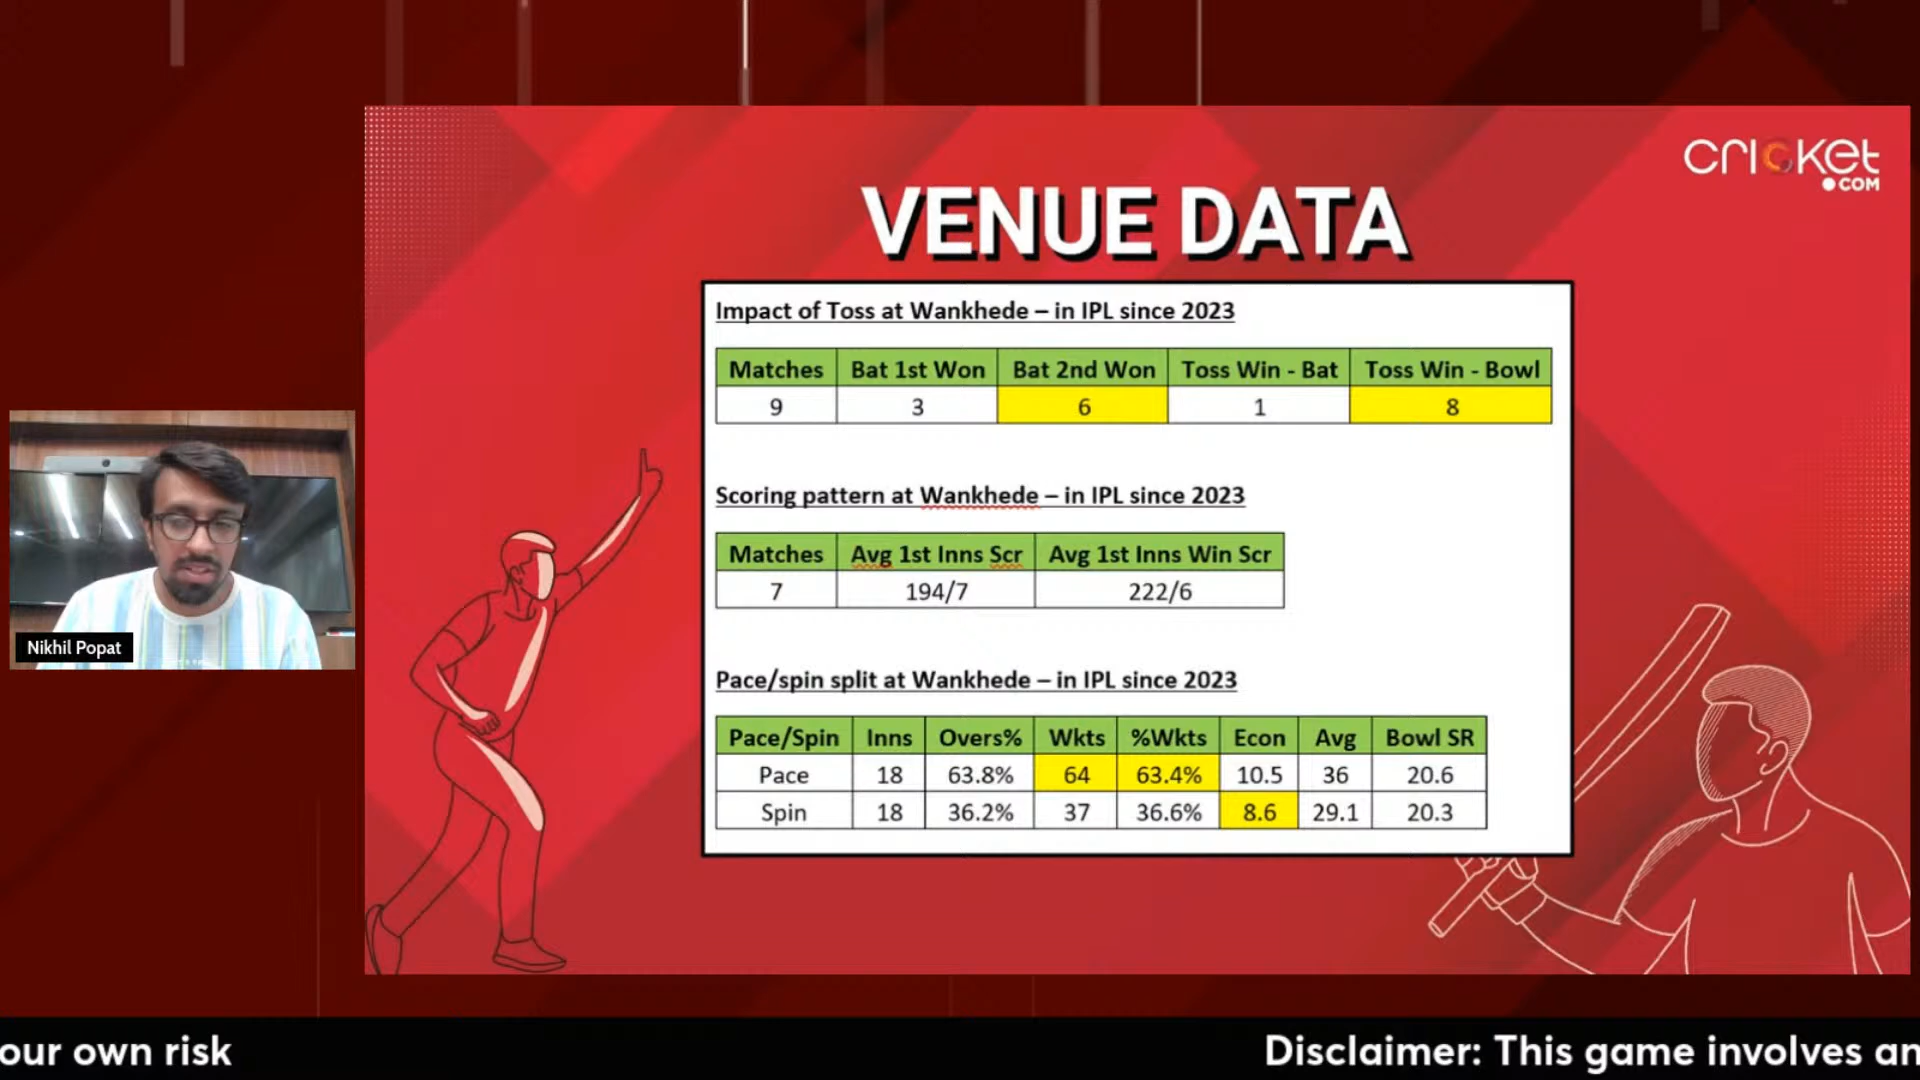 cricket
.COM
VENUE DATA
Impact of Toss at Wankhede – in IPL since 2023
Matches Bat 1st Won Bat 2nd Won Toss Win - Bat Toss Win - Bowl
9 3 6 1 8
Scoring pattern at Wankhede – in IPL since 2023
Matches Avg 1st Inns Scr Avg 1st Inns Win Scr
7 194/7 222/6
Pace/spin split at Wankhede – in IPL since 2023
Pace/Spin Inns Overs% Wkts %Wkts Econ Avg Bowl SR
Pace 18 63.8% 64 63.4% 10.5 36 20.6
Spin 18 36.2% 37 36.6% 8.6 29.1 20.3
Nikhil Popat
our own risk Disclaimer: This game involves an